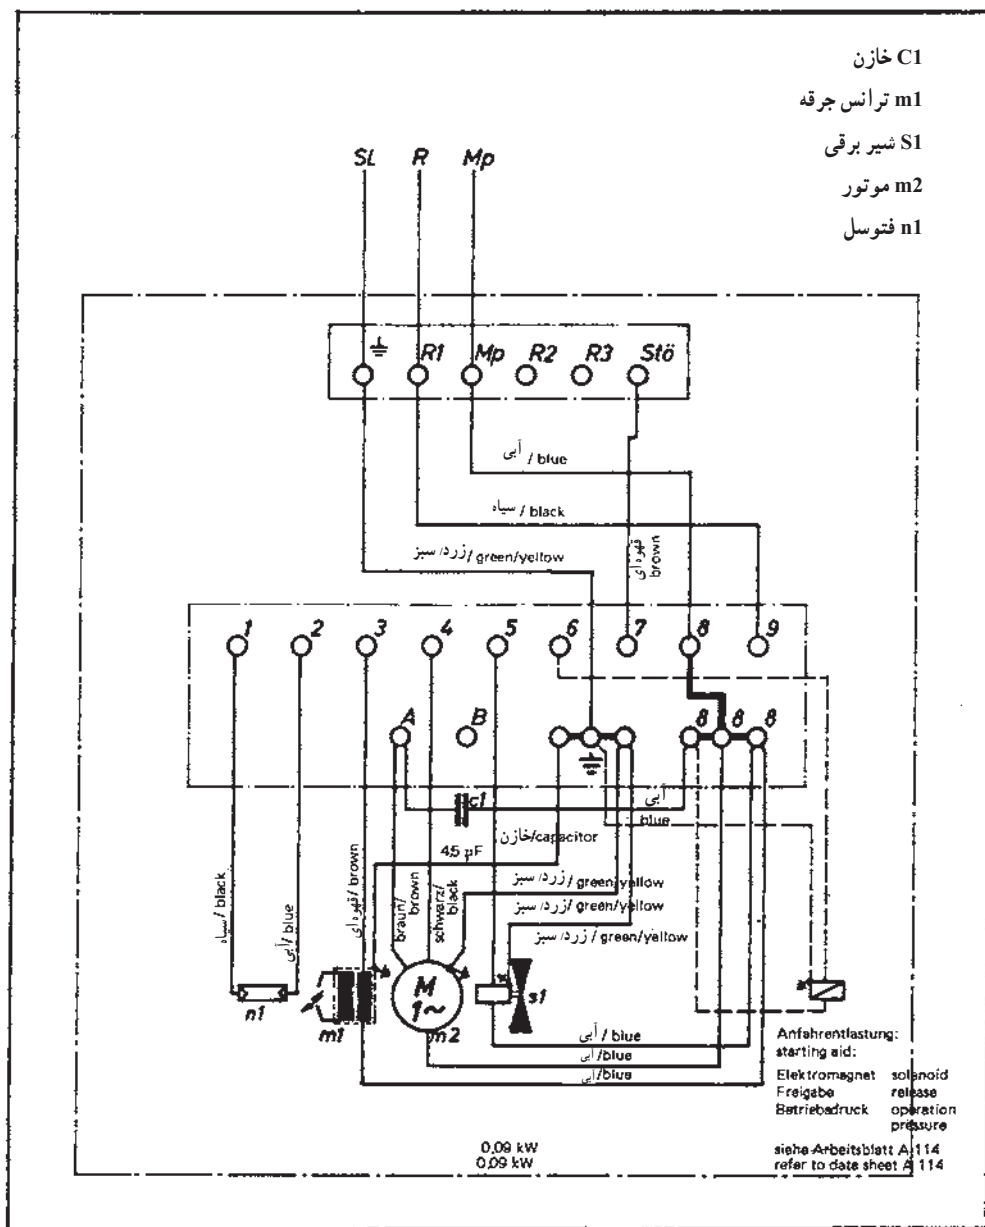 C1 خازن
m1 ترانس جرقه
S1 شیر برقی
m2 موتور
n1 فتوسل
SL R Mp
R1 Mp R2 R3 Stö
آبی / blue
سیاه / black
زرد/ سبز / green/yellow
قهوه ای
brown
1 2 3 4 5 6 7 8 9
A B 8 8 8
c1
آبی
blue
خازن/capacitor
4,5 µF
سیاه / black
آبی / blue
قهوه ای / brown
braun/
brown
schwarz/
black
زرد/ سبز / green/yellow
زرد/ سبز / green/yellow
زرد/ سبز / green/yellow
n1
m1
M
1~
m2
s1
آبی / blue
آبی/blue
آبی/blue
Anfahrentlastung:
starting aid:
Elektromagnet solenoid
Freigabe release
Betriebsdruck operation
pressure
siehe Arbeitsblatt A 114
refer to data sheet A 114
0,09 kW
0,09 kW